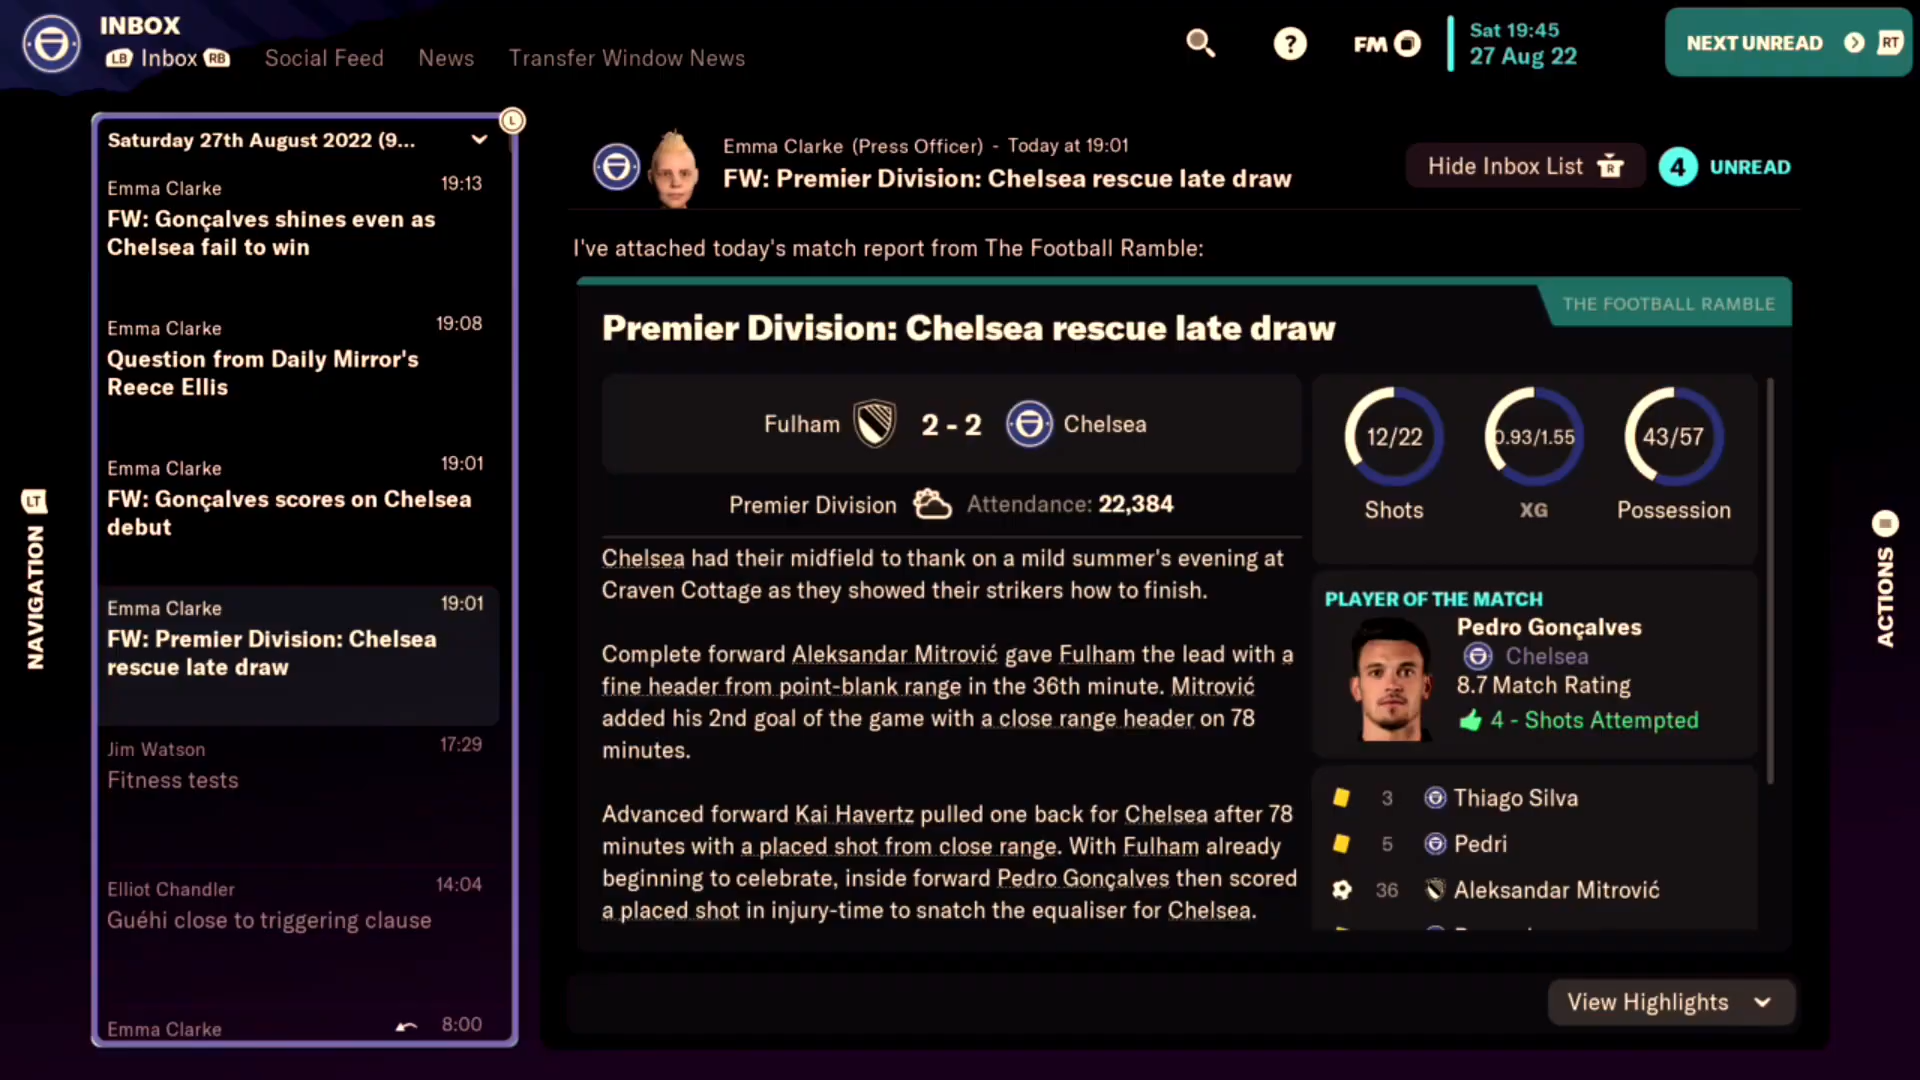 INBOX
LB Inbox RB
Social Feed
News
Transfer Window News
?
FM
Sat 19:45
27 Aug 22
NEXT UNREAD
RT
Saturday 27th August 2022 (9...
L
Emma Clarke
19:13
FW: Gonçalves shines even as
Chelsea fail to win
Emma Clarke
19:08
Question from Daily Mirror's
Reece Ellis
Emma Clarke
19:01
FW: Gonçalves scores on Chelsea
debut
Emma Clarke
19:01
FW: Premier Division: Chelsea
rescue late draw
Jim Watson
17:29
Fitness tests
Elliot Chandler
14:04
Guéhi close to triggering clause
Emma Clarke
8:00
LT
NAVIGATION
Emma Clarke (Press Officer) - Today at 19:01
FW: Premier Division: Chelsea rescue late draw
Hide Inbox List
R
4
UNREAD
I've attached today's match report from The Football Ramble:
THE FOOTBALL RAMBLE
Premier Division: Chelsea rescue late draw
Fulham
2 - 2
Chelsea
Premier Division
Attendance: 22,384
Chelsea had their midfield to thank on a mild summer's evening at
Craven Cottage as they showed their strikers how to finish.
Complete forward Aleksandar Mitrović gave Fulham the lead with a
fine header from point-blank range in the 36th minute. Mitrović
added his 2nd goal of the game with a close range header on 78
minutes.
Advanced forward Kai Havertz pulled one back for Chelsea after 78
minutes with a placed shot from close range. With Fulham already
beginning to celebrate, inside forward Pedro Gonçalves then scored
a placed shot in injury-time to snatch the equaliser for Chelsea.
12/22
Shots
0.93/1.55
XG
43/57
Possession
PLAYER OF THE MATCH
Pedro Gonçalves
Chelsea
8.7 Match Rating
4 - Shots Attempted
3 Thiago Silva
5 Pedri
36 Aleksandar Mitrović
View Highlights
ACTIONS